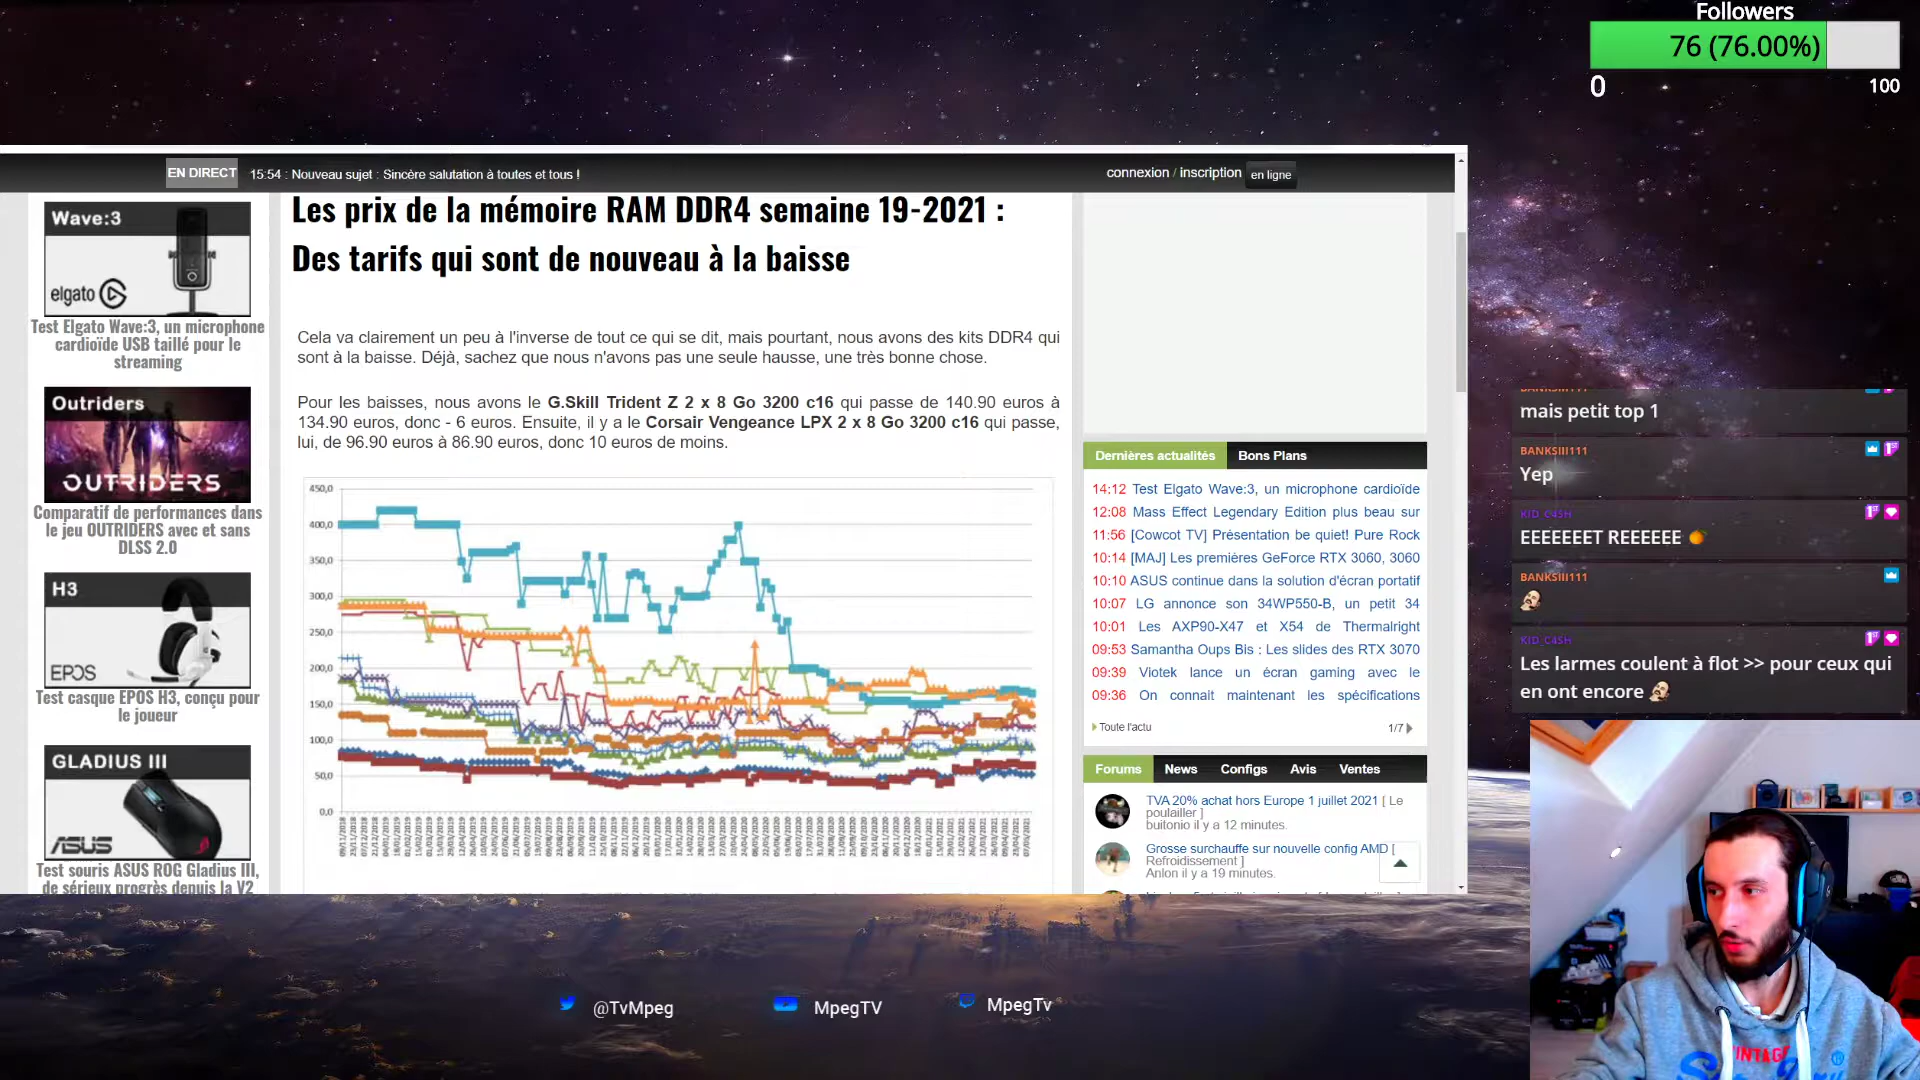 Followers
76 (76.00%)
0
100
EN DIRECT
15:54 : Nouveau sujet : Sincère salutation à toutes et tous !
connexion / inscription
en ligne
Wave:3
elgato
Test Elgato Wave:3, un microphone
cardioïde USB taillé pour le
streaming
Outriders
OUTRIDERS
Comparatif de performances dans
le jeu OUTRIDERS avec et sans
DLSS 2.0
H3
EPOS
Test casque EPOS H3, conçu pour
le joueur
GLADIUS III
ASUS
Test souris ASUS ROG Gladius III,
de sérieux progrès depuis la V2
Les prix de la mémoire RAM DDR4 semaine 19-2021 :
Des tarifs qui sont de nouveau à la baisse
Cela va clairement un peu à l'inverse de tout ce qui se dit, mais pourtant, nous avons des kits DDR4 qui
sont à la baisse. Déjà, sachez que nous n'avons pas une seule hausse, une très bonne chose.
Pour les baisses, nous avons le G.Skill Trident Z 2 x 8 Go 3200 c16 qui passe de 140.90 euros à
134.90 euros, donc - 6 euros. Ensuite, il y a le Corsair Vengeance LPX 2 x 8 Go 3200 c16 qui passe,
lui, de 96.90 euros à 86.90 euros, donc 10 euros de moins.
450,0
400,0
350,0
300,0
250,0
200,0
150,0
100,0
50,0
0,0
Dernières actualités
Bons Plans
14:12 Test Elgato Wave:3, un microphone cardioïde
12:08 Mass Effect Legendary Edition plus beau sur
11:56 [Cowcot TV] Présentation be quiet! Pure Rock
10:14 [MAJ] Les premières GeForce RTX 3060, 3060
10:10 ASUS continue dans la solution d'écran portatif
10:07 LG annonce son 34WP550-B, un petit 34
10:01 Les AXP90-X47 et X54 de Thermalright
09:53 Samantha Oups Bis : Les slides des RTX 3070
09:39 Viotek lance un écran gaming avec le
09:36 On connait maintenant les spécifications
Toute l'actu
1/7
Forums
News
Configs
Avis
Ventes
TVA 20% achat hors Europe 1 juillet 2021 [ Le
poulailler ]
buitonio il y a 12 minutes.
Grosse surchauffe sur nouvelle config AMD [
Refroidissement ]
Anlon il y a 19 minutes.
BANKSIII111
mais petit top 1
BANKSIII111
Yep
KID_C4SH
EEEEEEET REEEEEE
BANKSIII111
KID_C4SH
Les larmes coulent à flot >> pour ceux qui
en ont encore
@TvMpeg
MpegTV
MpegTv
VINTAGE